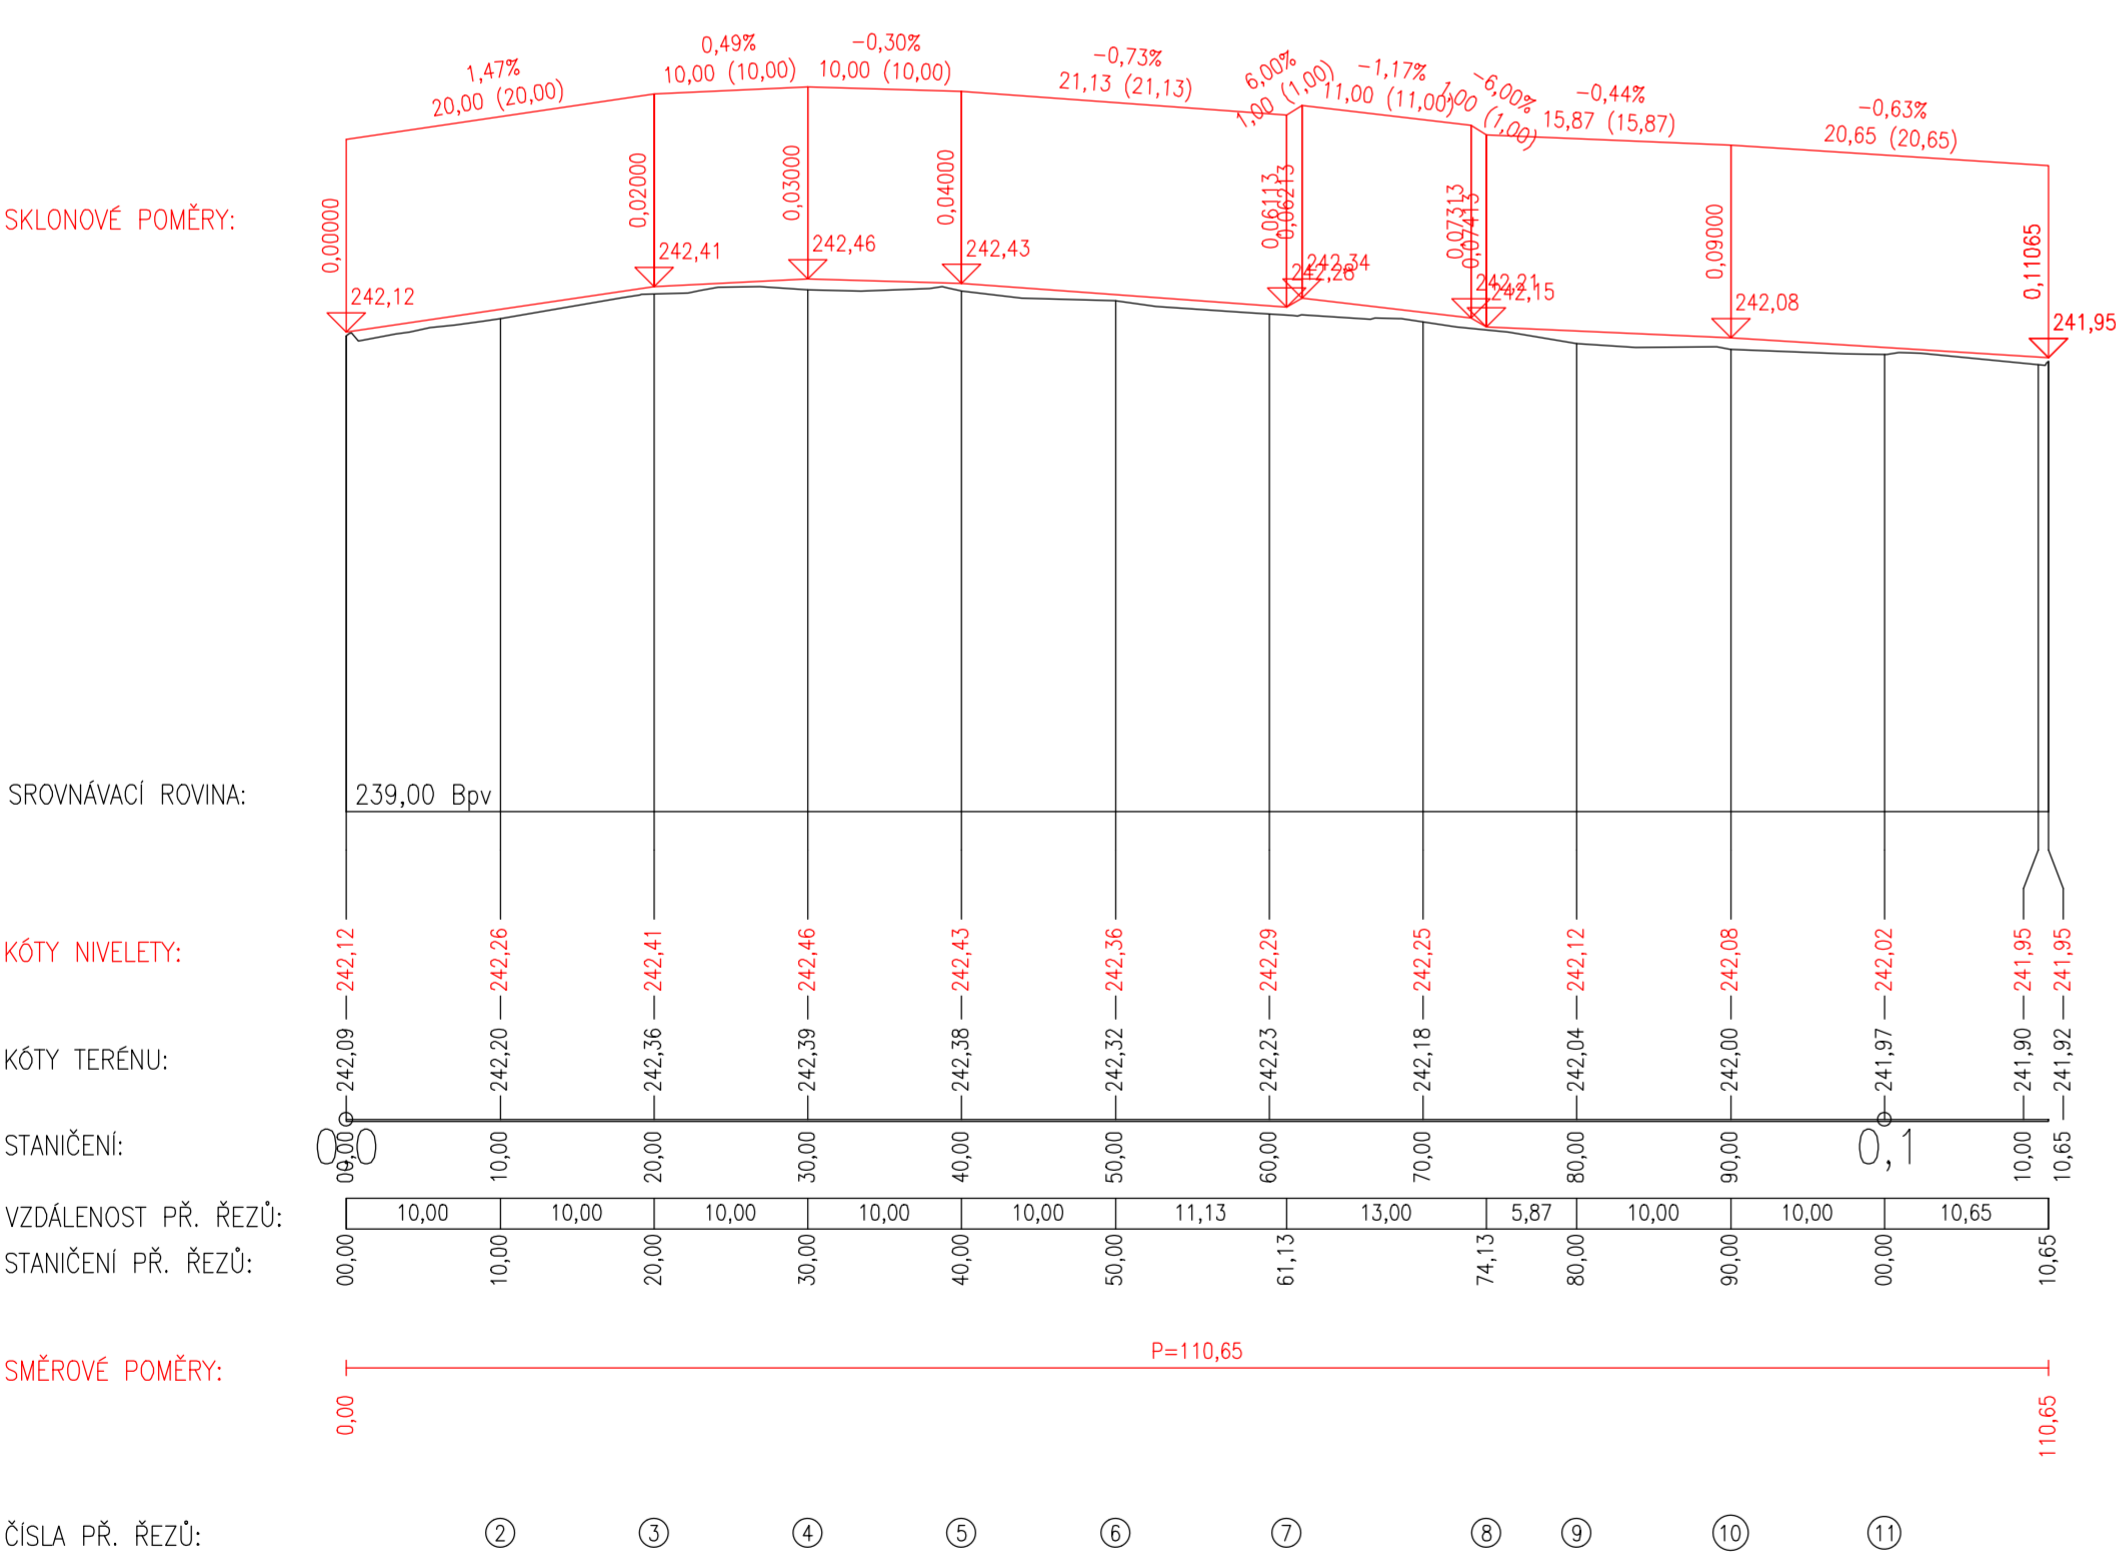 1,47%
20,00 (20,00)
0,49%
10,00 (10,00)
−0,30%
10,00 (10,00)
−0,73%
21,13 (21,13)
6,00%
1,00 (1,00)
−1,17%
11,00 (11,00)
−6,00%
1,00 (1,00)
−0,44%
15,87 (15,87)
−0,63%
20,65 (20,65)
SKLONOVÉ POMĚRY:
0,00000
0,02000
0,03000
0,04000
0,06113
0,06213
0,07313
0,07413
0,09000
0,11065
242,12
242,41
242,46
242,43
242,28
242,34
242,21
242,15
242,08
241,95
SROVNÁVACÍ ROVINA:
239,00 Bpv
KÓTY NIVELETY:
242,12 242,26 242,41 242,46 242,43 242,36 242,29 242,25 242,12 242,08 242,02 241,95 241,95
KÓTY TERÉNU:
242,09 242,20 242,36 242,39 242,38 242,32 242,23 242,18 242,04 242,00 241,97 241,90 241,92
STANIČENÍ:
0,0
00,00 10,00 20,00 30,00 40,00 50,00 60,00 70,00 80,00 90,00 0,1 10,00 10,65
VZDÁLENOST PŘ. ŘEZŮ:
10,00 10,00 10,00 10,00 10,00 11,13 13,00 5,87 10,00 10,00 10,65
STANIČENÍ PŘ. ŘEZŮ:
00,00 10,00 20,00 30,00 40,00 50,00 61,13 74,13 80,00 90,00 00,00 10,65
SMĚROVÉ POMĚRY:
P=110,65
0,00
110,65
ČÍSLA PŘ. ŘEZŮ:
2 3 4 5 6 7 8 9 10 11